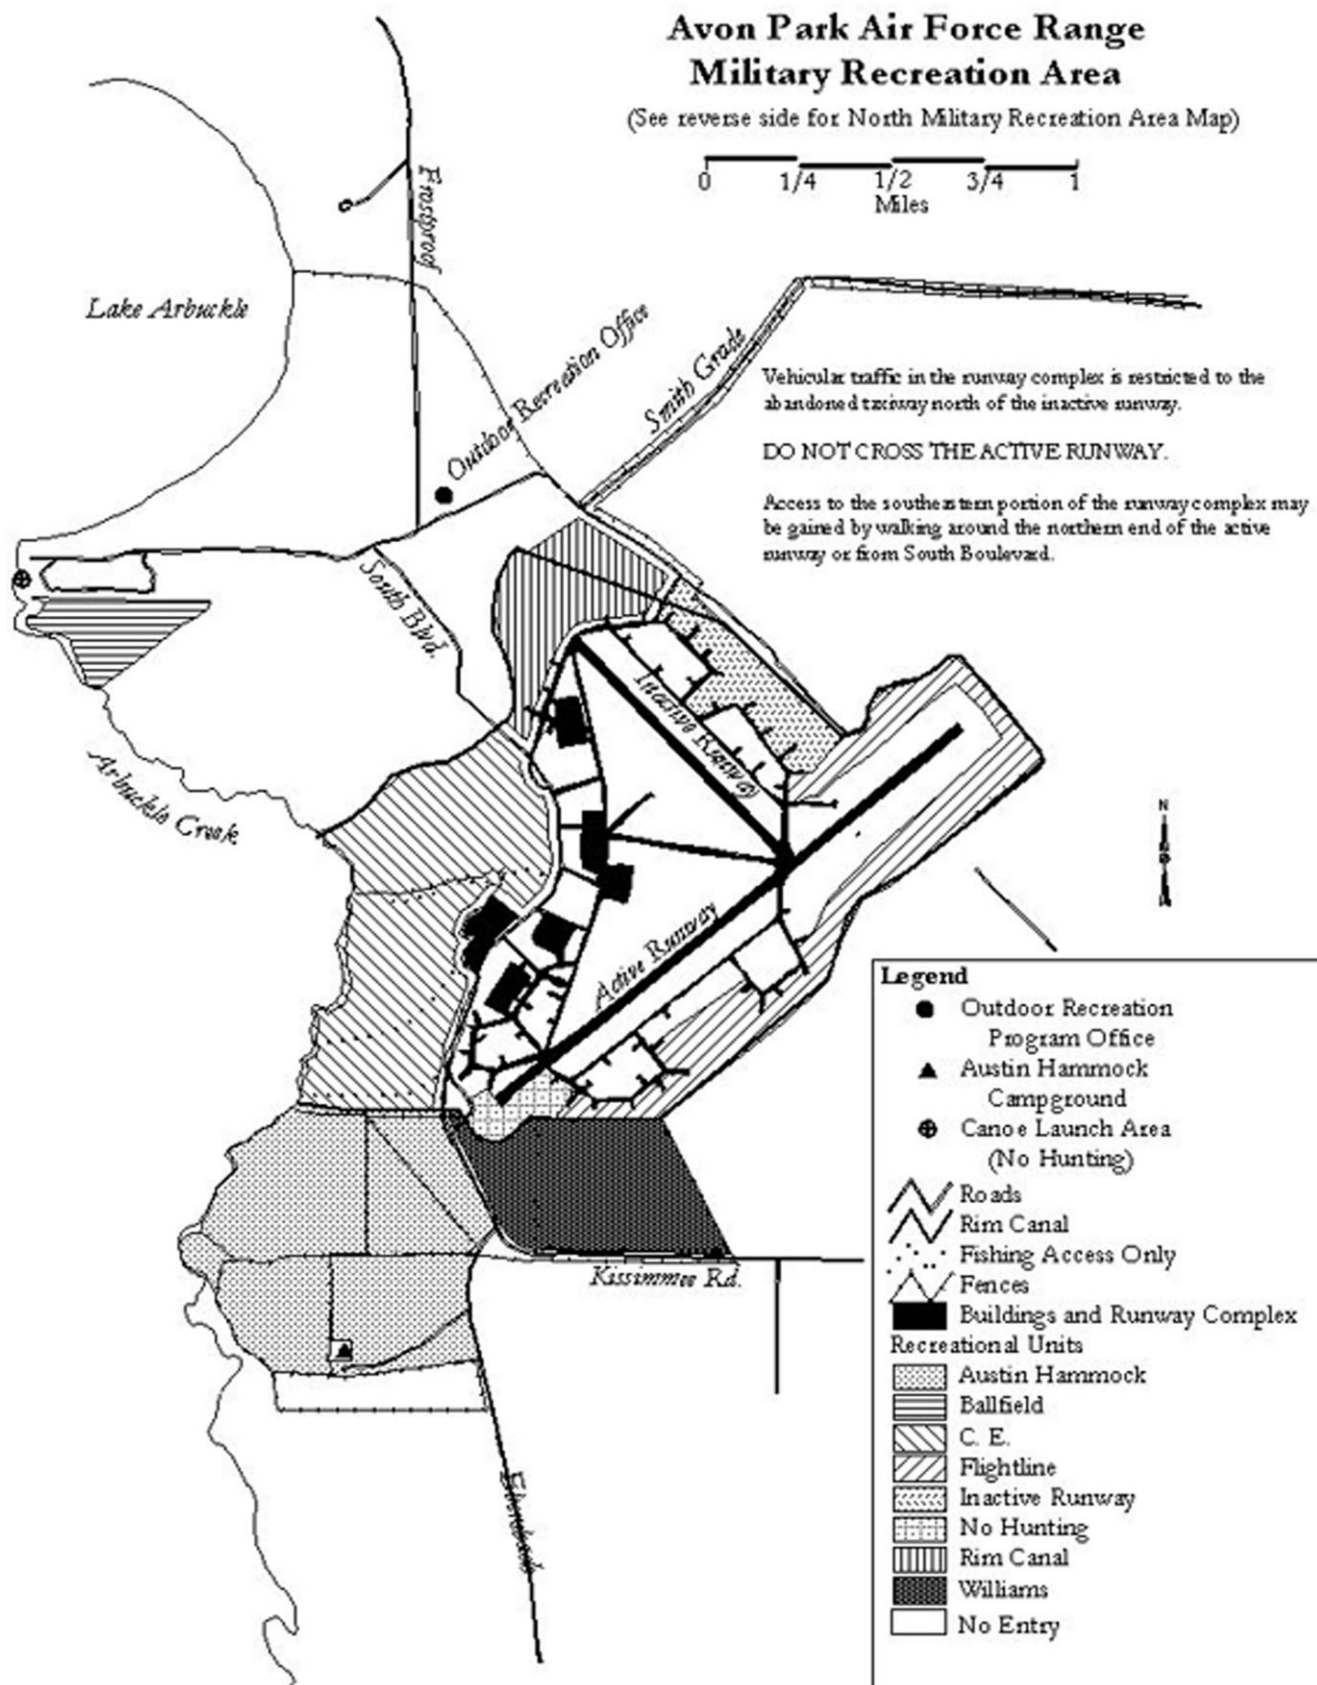 Avon Park Air Force Range
Military Recreation Area
(See reverse side for North Military Recreation Area Map)
0 1/4 1/2 3/4 1
Miles
Frostproof
Lake Arbuckle
Outdoor Recreation Office
Smith Grade
Vehicular traffic in the runway complex is restricted to the
abandoned taxiway north of the inactive runway.
DO NOT CROSS THE ACTIVE RUNWAY.
Access to the southeastern portion of the runway complex may
be gained by walking around the northern end of the active
runway or from South Boulevard.
South Blvd.
Inactive Runway
Arbuckle Creek
N
Active Runway
Kissimmee Rd.
Legend
Outdoor Recreation
Program Office
Austin Hammock
Campground
Canoe Launch Area
(No Hunting)
Roads
Rim Canal
Fishing Access Only
Fences
Buildings and Runway Complex
Recreational Units
Austin Hammock
Ballfield
C. E.
Flightline
Inactive Runway
No Hunting
Rim Canal
Williams
No Entry